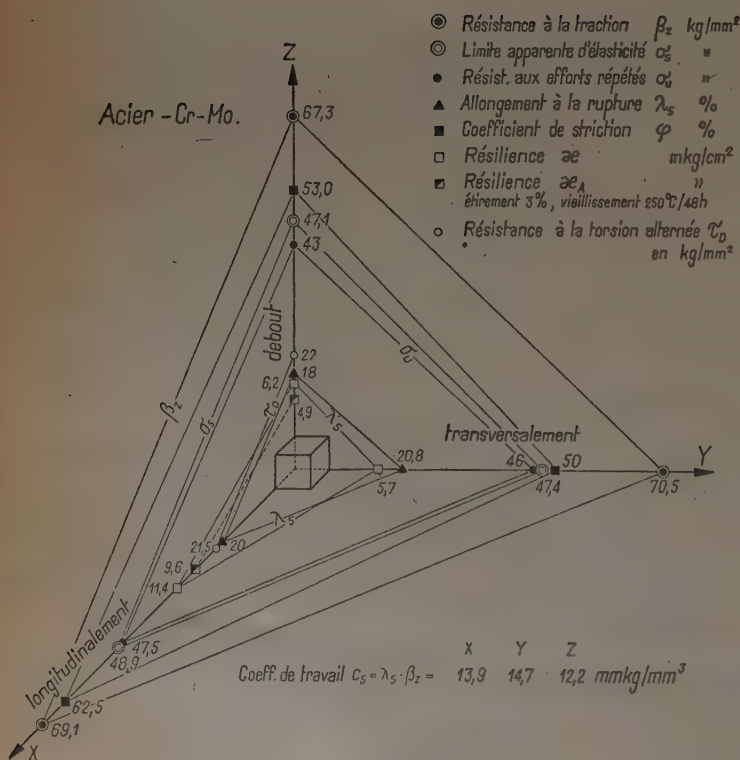 Résistance à la traction βz kg/mm²
Limite apparente d'élasticité σs "
Résist. aux efforts répétés σu "
Allongement à la rupture λ5 %
Coefficient de striction φ %
Résilience æ mkg/cm²
Résilience æA "
étirement 3%, vieillissement 250°C/48h
Résistance à la torsion alternée τD
en kg/mm²
Acier-Cr-Mo.
Z
67,3
53,0
47,1
43
debout
22
18
6,2
4,9
βz
σs
τD
λ5
σu
transversalement
Y
20,8
5,7
46
50
47,4
70,5
λ5
21,5
20
9,6
11,4
longitudinalement
47,5
48,9
62,5
69,1
X
X Y Z
Coeff. de travail c5 = λ5 · βz = 13,9 14,7 12,2 mmkg/mm³